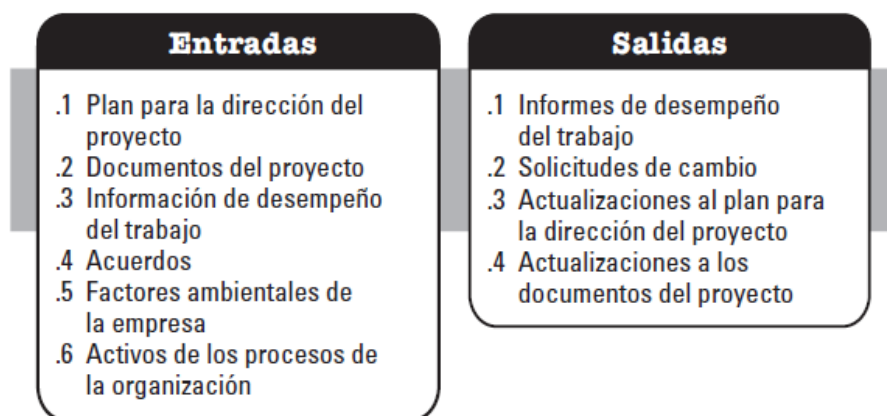 Entradas
.1 Plan para la dirección del
proyecto
.2 Documentos del proyecto
.3 Información de desempeño
del trabajo
.4 Acuerdos
.5 Factores ambientales de
la empresa
.6 Activos de los procesos de
la organización
Salidas
.1 Informes de desempeño
del trabajo
.2 Solicitudes de cambio
.3 Actualizaciones al plan para
la dirección del proyecto
.4 Actualizaciones a los
documentos del proyecto